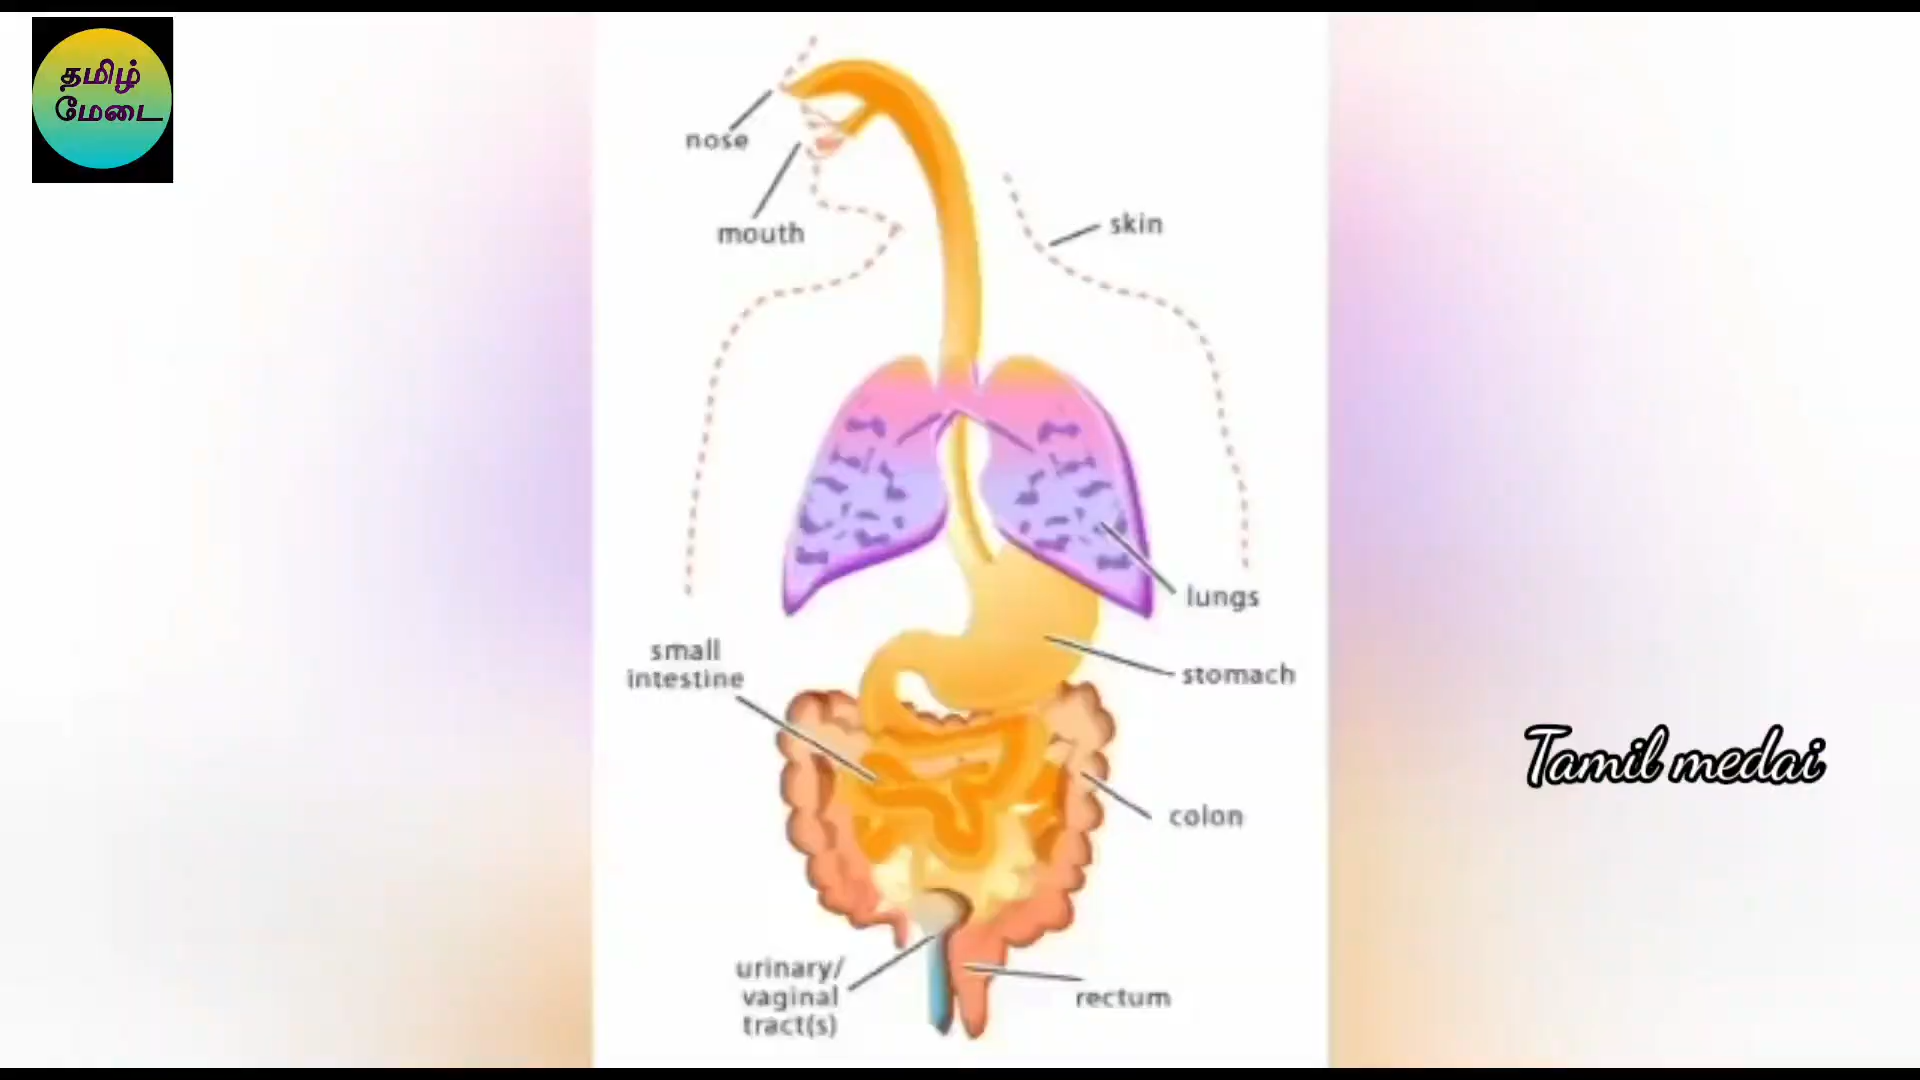 தமிழ்
மேடை
nose
mouth
skin
lungs
small
intestine
stomach
Tamil medai
colon
urinary/
vaginal
tract(s)
rectum